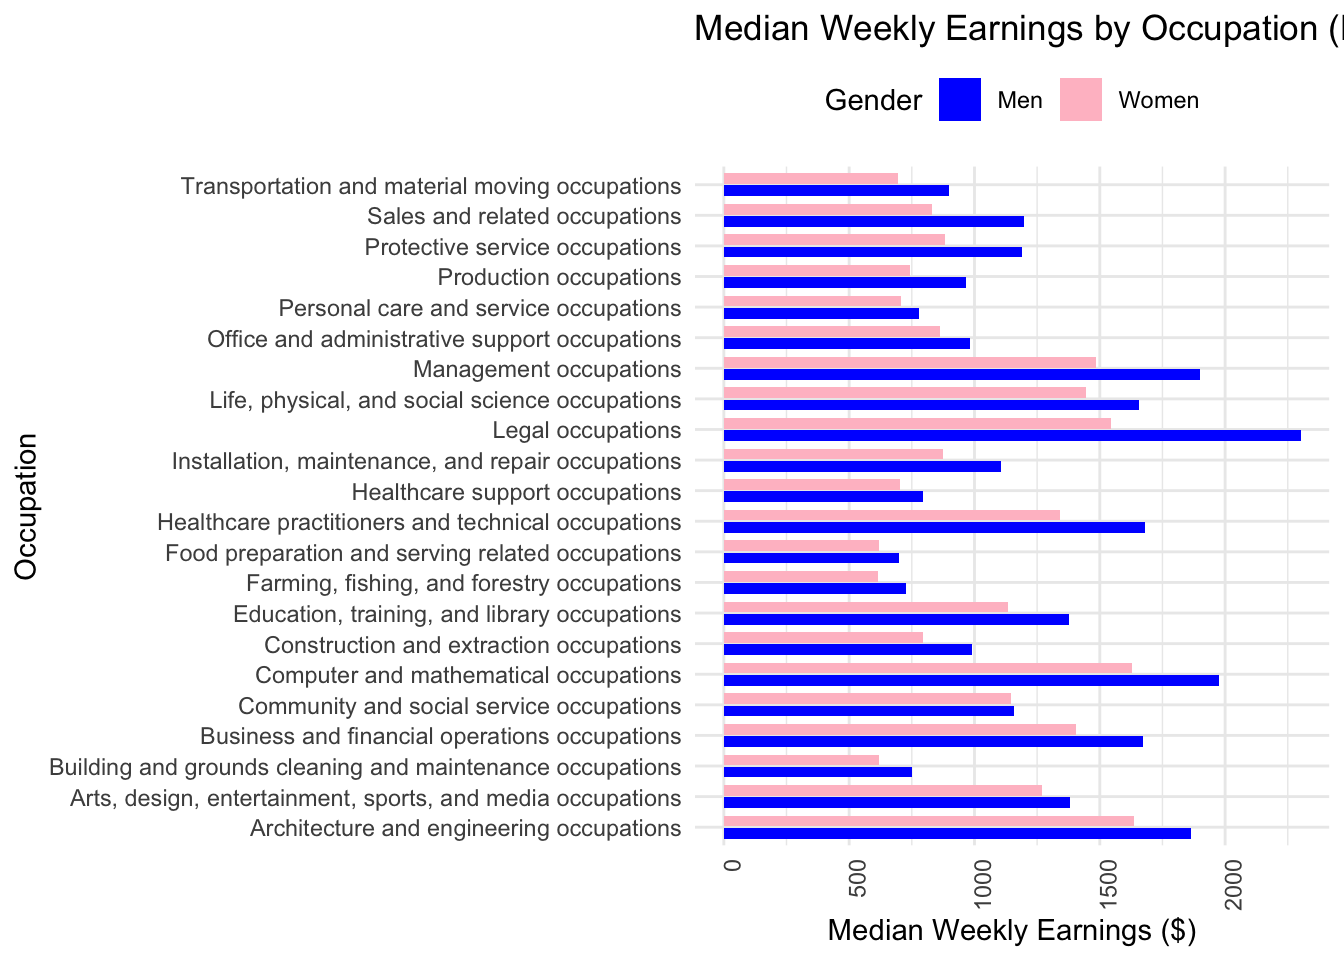 Median Weekly Earnings by Occupation (
Gender Men Women
Transportation and material moving occupations
Sales and related occupations
Protective service occupations
Production occupations
Personal care and service occupations
Office and administrative support occupations
Management occupations
Life, physical, and social science occupations
Legal occupations
Installation, maintenance, and repair occupations
Healthcare support occupations
Healthcare practitioners and technical occupations
Food preparation and serving related occupations
Farming, fishing, and forestry occupations
Education, training, and library occupations
Construction and extraction occupations
Computer and mathematical occupations
Community and social service occupations
Business and financial operations occupations
Building and grounds cleaning and maintenance occupations
Arts, design, entertainment, sports, and media occupations
Architecture and engineering occupations
Occupation
0 500 1000 1500 2000
Median Weekly Earnings ($)